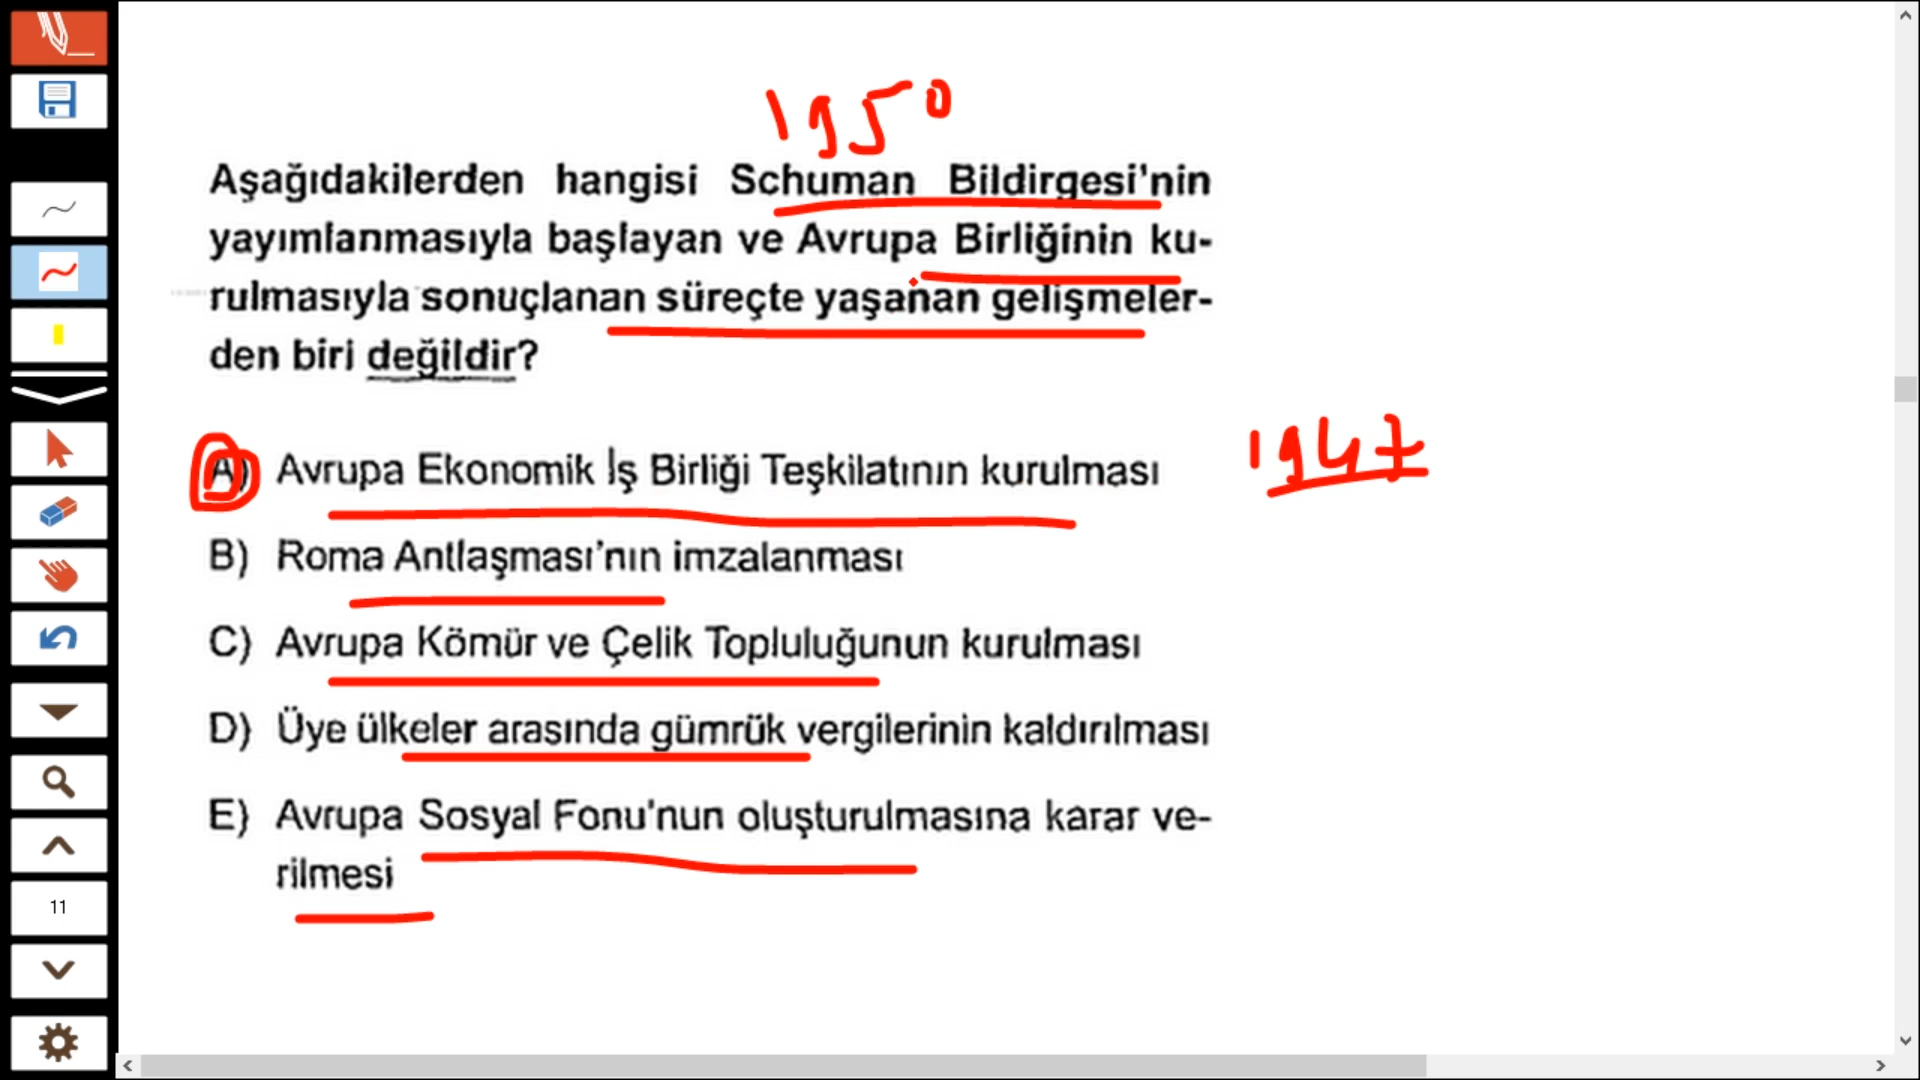 1950
Aşağıdakilerden hangisi Schuman Bildirgesi'nin
yayımlanmasıyla başlayan ve Avrupa Birliğinin ku-
rulmasıyla sonuçlanan süreçte yaşanan gelişmeler-
den biri değildir?
A) Avrupa Ekonomik İş Birliği Teşkilatının kurulması
1947
B) Roma Antlaşması'nın imzalanması
C) Avrupa Kömür ve Çelik Topluluğunun kurulması
D) Üye ülkeler arasında gümrük vergilerinin kaldırılması
E) Avrupa Sosyal Fonu'nun oluşturulmasına karar ve-
rilmesi
11